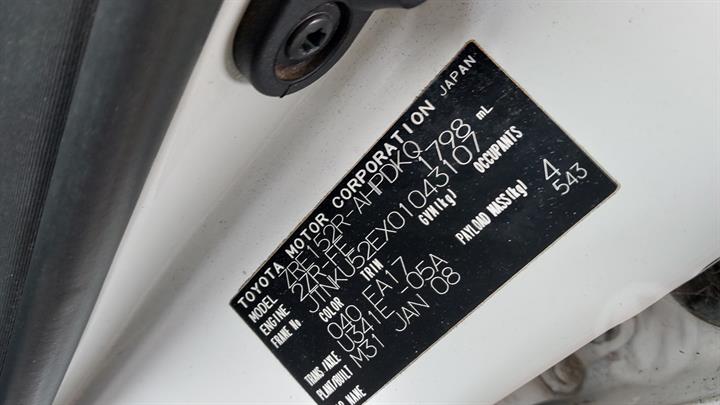 TOYOTA MOTOR CORPORATION JAPAN
MODEL ZRE152R-AHPDKQ
ENGINE 2ZR-FE 1798 mL
FRAME No. JTNKU52EX01043107
COLOR TRIM GVM(kg) OCCUPANTS
040 EA17 4
TRANS/AXLE U341E -05A PAYLOAD MASS(kg) 543
PLANT/BUILT M31 JAN 08
NAME